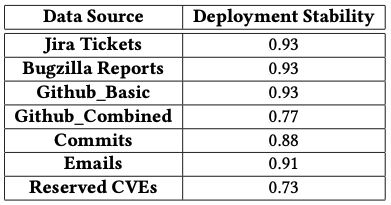 Data Source Deployment Stability
Jira Tickets 0.93
Bugzilla Reports 0.93
Github_Basic 0.93
Github_Combined 0.77
Commits 0.88
Emails 0.91
Reserved CVEs 0.73